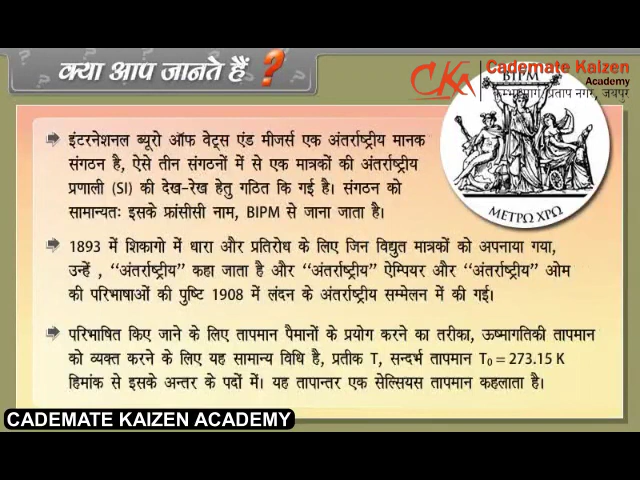 क्या आप जानते हैं ?
Cademate Kaizen
Academy
प्रताप नगर, जयपुर
CKA
BIPM
ΜΕΤΡΩ ΧΡΩ
इंटरनेशनल ब्यूरो ऑफ वेट्स एंड मीजर्स एक अंतर्राष्ट्रीय मानक
संगठन है, ऐसे तीन संगठनों में से एक मात्रकों की अंतर्राष्ट्रीय
प्रणाली (SI) की देख-रेख हेतु गठित कि गई है। संगठन को
सामान्यतः इसके फ्रांसीसी नाम, BIPM से जाना जाता है।
1893 में शिकागो में धारा और प्रतिरोध के लिए जिन विद्युत मात्रकों को अपनाया गया,
उन्हें , ‘‘अंतर्राष्ट्रीय’’ कहा जाता है और ‘‘अंतर्राष्ट्रीय’’ ऐम्पियर और ‘‘अंतर्राष्ट्रीय’’ ओम
की परिभाषाओं की पुष्टि 1908 में लंदन के अंतर्राष्ट्रीय सम्मेलन में की गई।
परिभाषित किए जाने के लिए तापमान पैमानों के प्रयोग करने का तरीका, ऊष्मागतिकी तापमान
को व्यक्त करने के लिए यह सामान्य विधि है, प्रतीक T, सन्दर्भ तापमान T₀ = 273.15 K
हिमांक से इसके अन्तर के पदों में। यह तापान्तर एक सेल्सियस तापमान कहलाता है।
CADEMATE KAIZEN ACADEMY